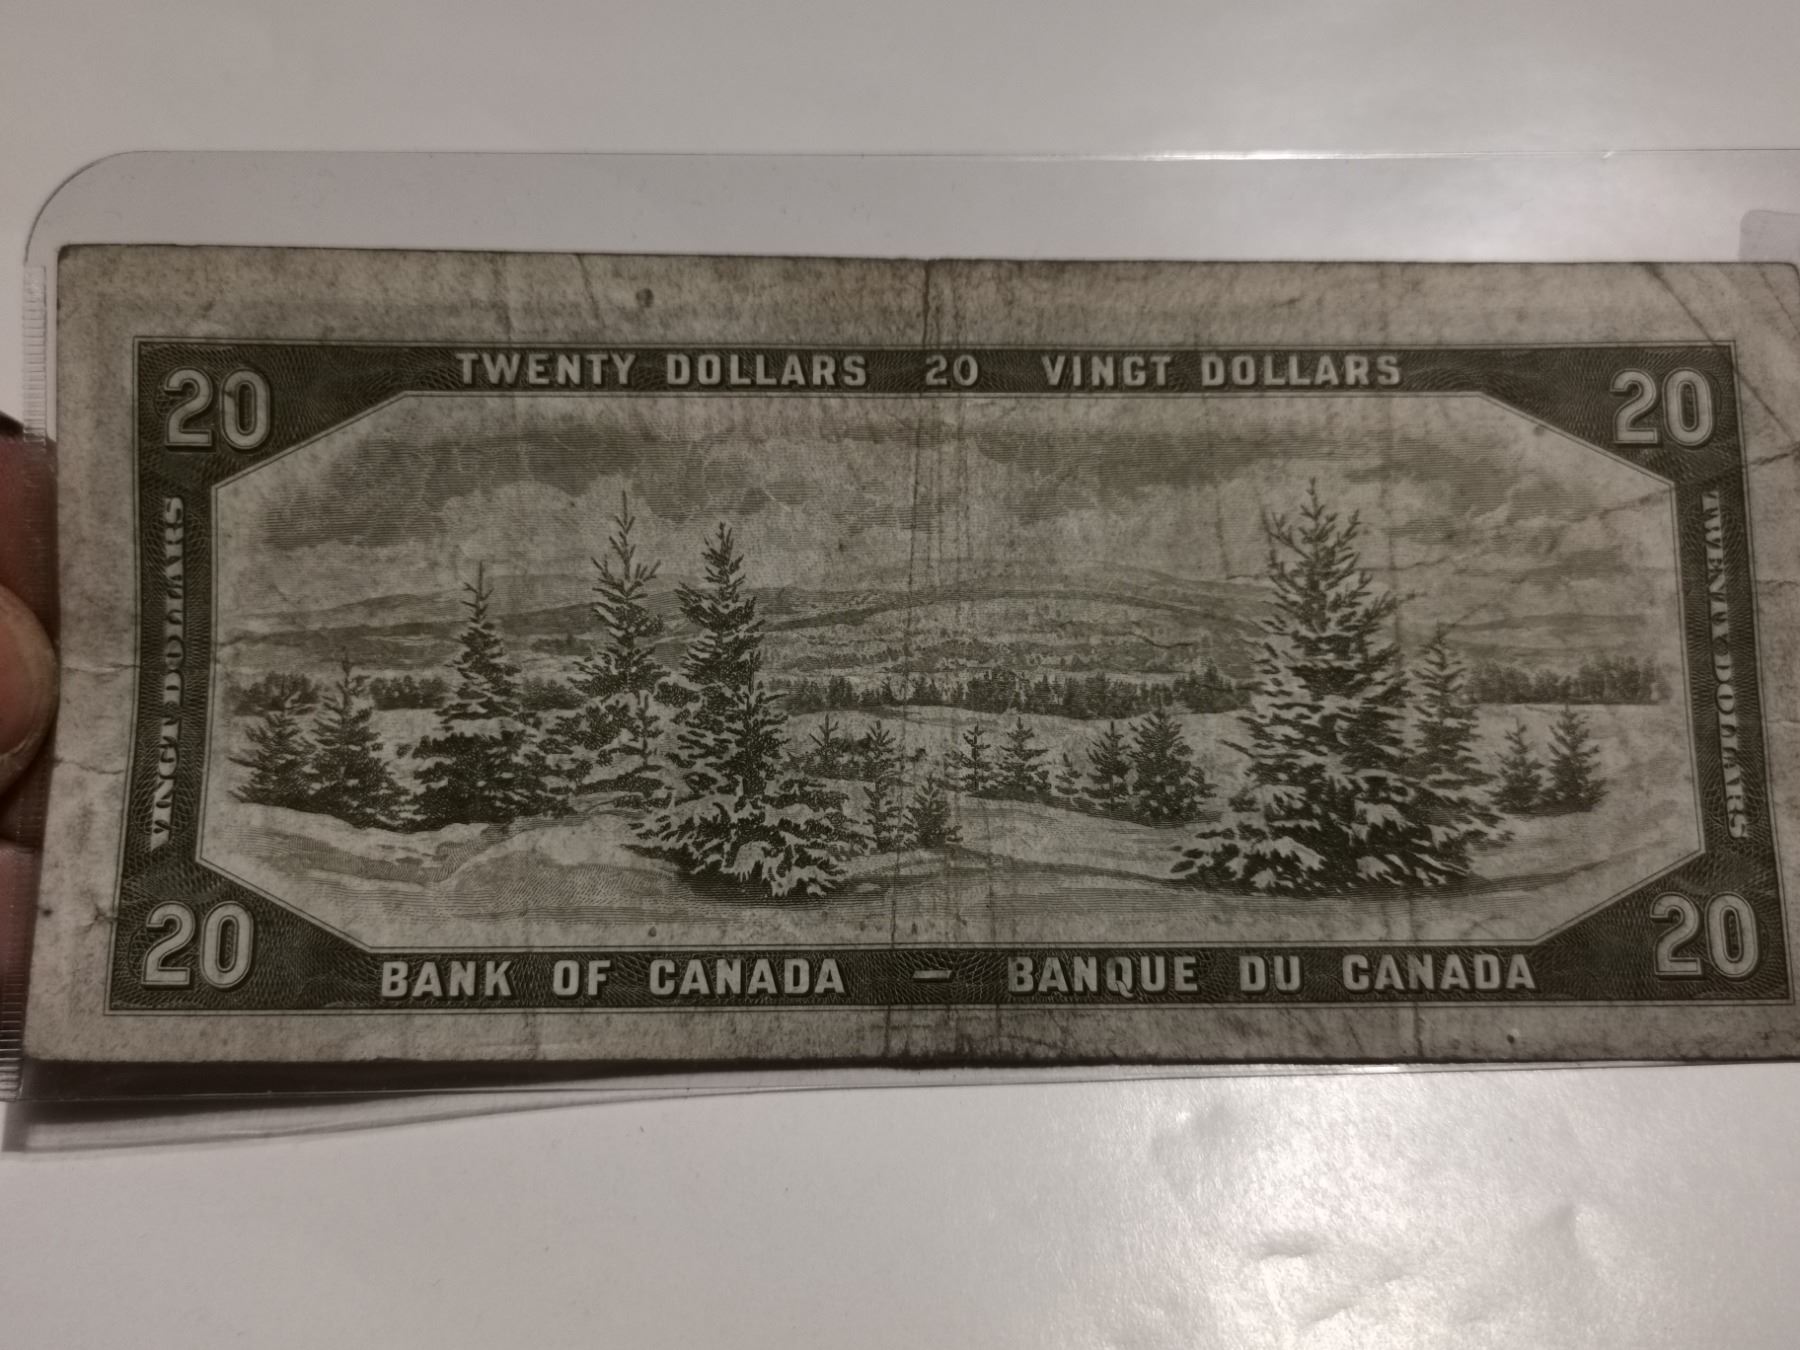 TWENTY DOLLARS 20 VINGT DOLLARS
20
20
VINGT DOLLARS
TWENTY DOLLARS
20
20
BANK OF CANADA – BANQUE DU CANADA